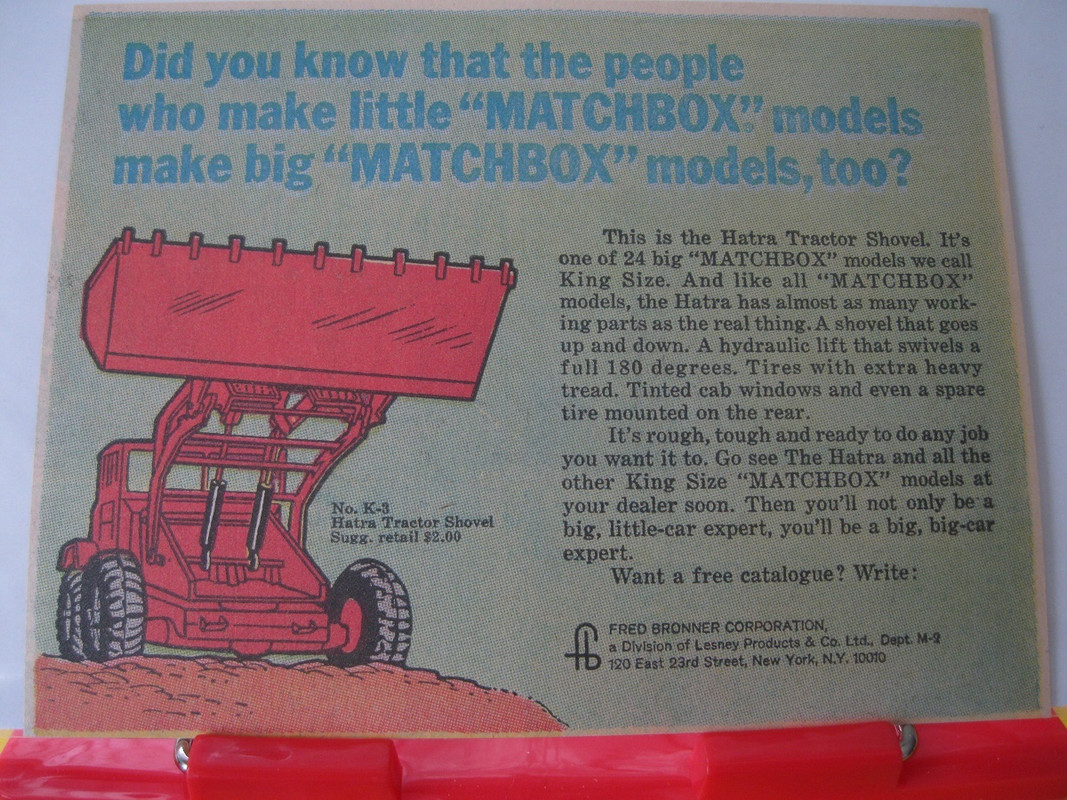 Did you know that the people
who make little “MATCHBOX®” models
make big “MATCHBOX” models, too?
This is the Hatra Tractor Shovel. It's
one of 24 big “MATCHBOX” models we call
King Size. And like all “MATCHBOX”
models, the Hatra has almost as many work-
ing parts as the real thing. A shovel that goes
up and down. A hydraulic lift that swivels a
full 180 degrees. Tires with extra heavy
tread. Tinted cab windows and even a spare
tire mounted on the rear.
It's rough, tough and ready to do any job
you want it to. Go see The Hatra and all the
other King Size “MATCHBOX” models at
your dealer soon. Then you'll not only be a
big, little-car expert, you'll be a big, big-car
expert.
Want a free catalogue? Write:
No. K-3
Hatra Tractor Shovel
Sugg. retail $2.00
fb
FRED BRONNER CORPORATION,
a Division of Lesney Products & Co. Ltd., Dept. M-2
120 East 23rd Street, New York, N.Y. 10010